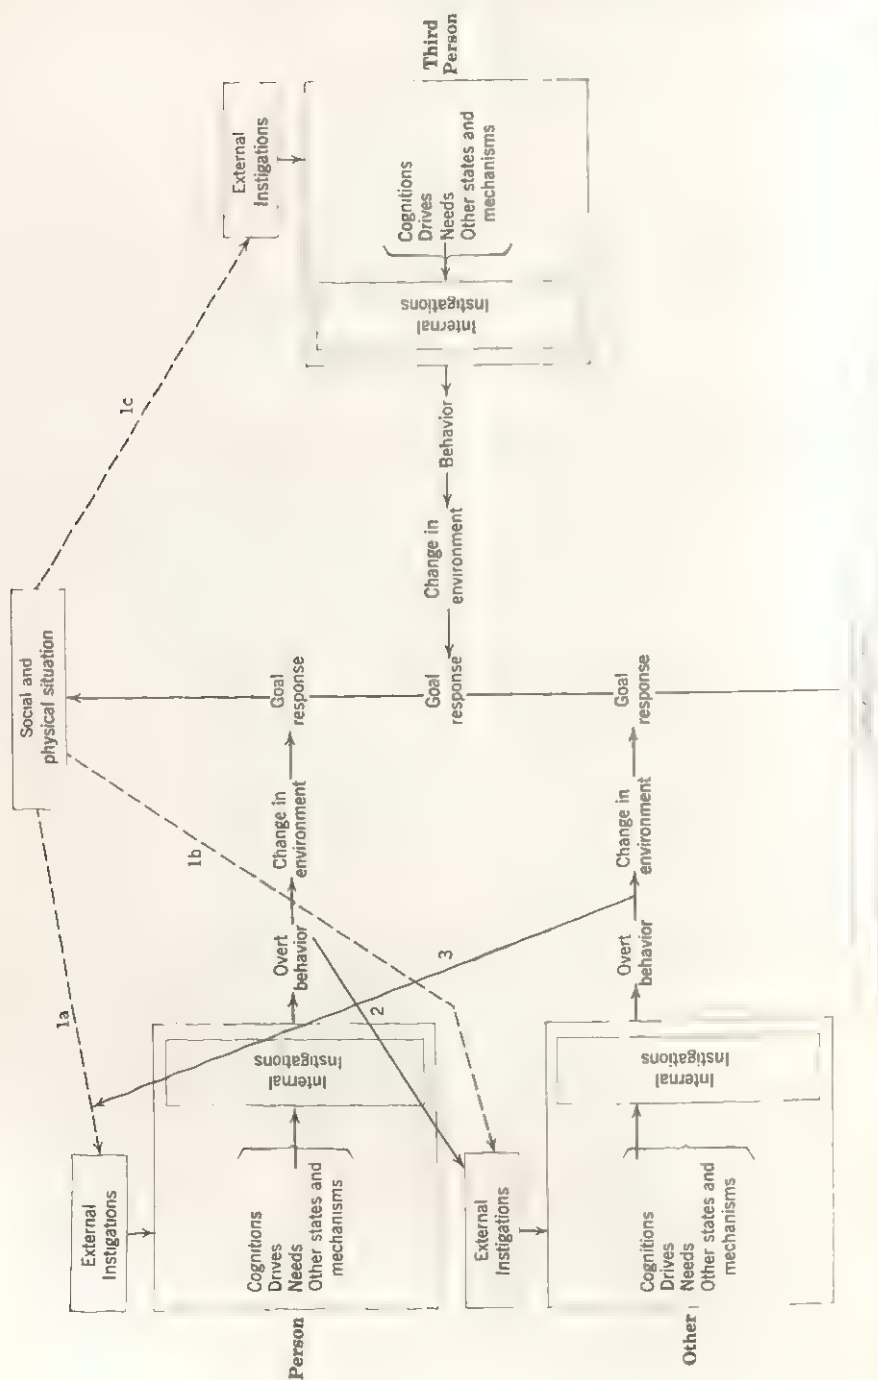 Social and
physical situation
1a
1b
1c
External
Instigations
Person
Cognitions
Drives
Needs
Other states and
mechanisms
Internal
Instigations
Overt
behavior
Change in
environment
Goal
response
2
3
External
Instigations
Third
Person
Cognitions
Drives
Needs
Other states and
mechanisms
Internal
Instigations
Behavior
Change in
environment
Goal
response
External
Instigations
Other
Cognitions
Drives
Needs
Other states and
mechanisms
Internal
Instigations
Overt
behavior
Change in
environment
Goal
response